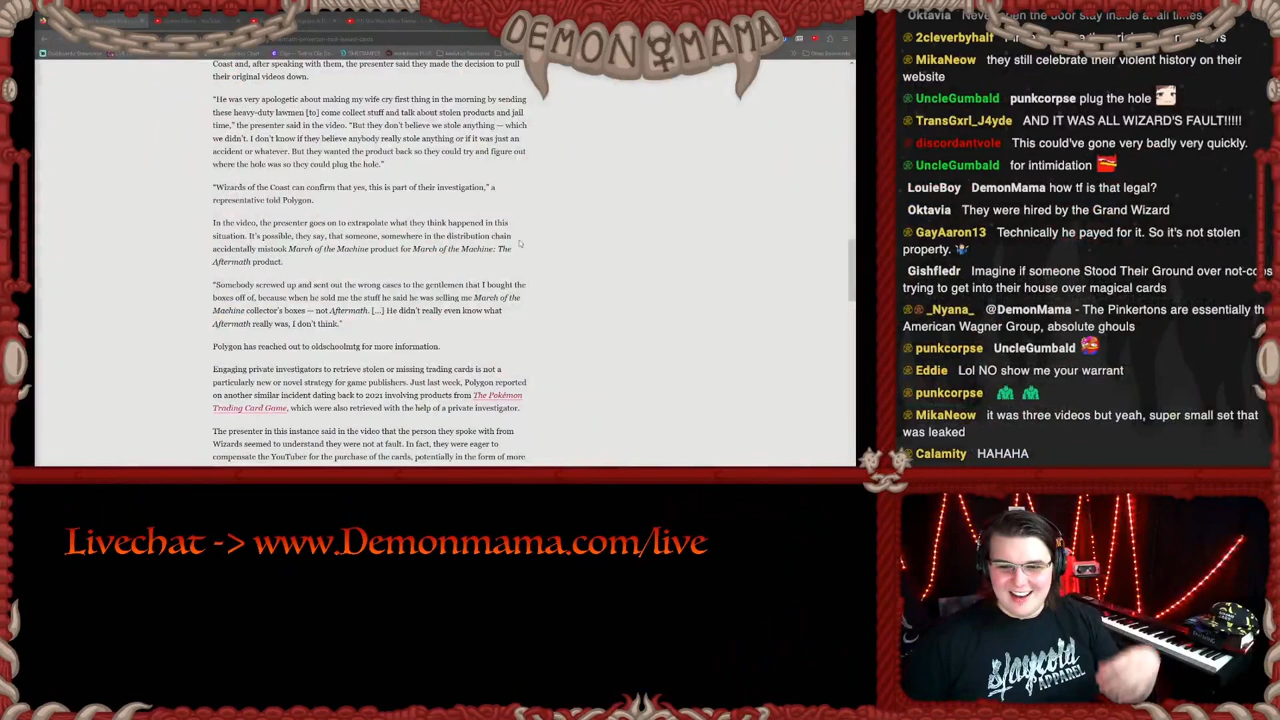 DEMON MAMA
Coast and, after speaking with them, the presenter said they made the decision to pull
their original videos down.
“He was very apologetic about making my wife cry first thing in the morning by sending
these heavy-duty lawmen [to] come collect stuff and talk about stolen products and jail
time,” the presenter said in the video. “But they don’t believe we stole anything — which
we didn’t. I don’t know if they believe anybody really stole anything or if it was just an
accident or whatever. But they wanted the product back so they could try and figure out
where the hole was so they could plug the hole.”
“Wizards of the Coast can confirm that yes, this is part of their investigation,” a
representative told Polygon.
In the video, the presenter goes on to extrapolate what they think happened in this
situation. It’s possible, they say, that someone, somewhere in the distribution chain
accidentally mistook March of the Machine product for March of the Machine: The
Aftermath product.
“Somebody screwed up and sent out the wrong cases to the gentlemen that I bought the
boxes off of, because when he sold me the stuff he said he was selling me March of the
Machine collector’s boxes — not Aftermath. [...] He didn’t really even know what
Aftermath really was, I don’t think.”
Polygon has reached out to oldschoolmtg for more information.
Engaging private investigators to retrieve stolen or missing trading cards is not a
particularly new or novel strategy for game publishers. Just last week, Polygon reported
on another similar incident dating back to 2021 involving products from The Pokémon
Trading Card Game, which were also retrieved with the help of a private investigator.
The presenter in this instance said in the video that the person they spoke with from
Wizards seemed to understand they were not at fault. In fact, they were eager to
compensate the YouTuber for the purchase of the cards, potentially in the form of more
Livechat -> www.Demonmama.com/live
Oktavia the door stay inside at all times
2cleverbyhalf
MikaNeow they still celebrate their violent history on their
website
UncleGumbald punkcorpse plug the hole
TransGxrl_J4yde AND IT WAS ALL WIZARD'S FAULT!!!!!
discordantvole This could've gone very badly very quickly.
UncleGumbald for intimidation
LouieBoy DemonMama how tf is that legal?
Oktavia They were hired by the Grand Wizard
GayAaron13 Technically he payed for it. So it's not stolen
property.
Gishfledr Imagine if someone Stood Their Ground over not-cops
trying to get into their house over magical cards
_Nyana_ @DemonMama - The Pinkertons are essentially the
American Wagner Group, absolute ghouls
punkcorpse UncleGumbald
Eddie Lol NO show me your warrant
punkcorpse
MikaNeow it was three videos but yeah, super small set that
was leaked
Calamity HAHAHA
Staycold
APPAREL